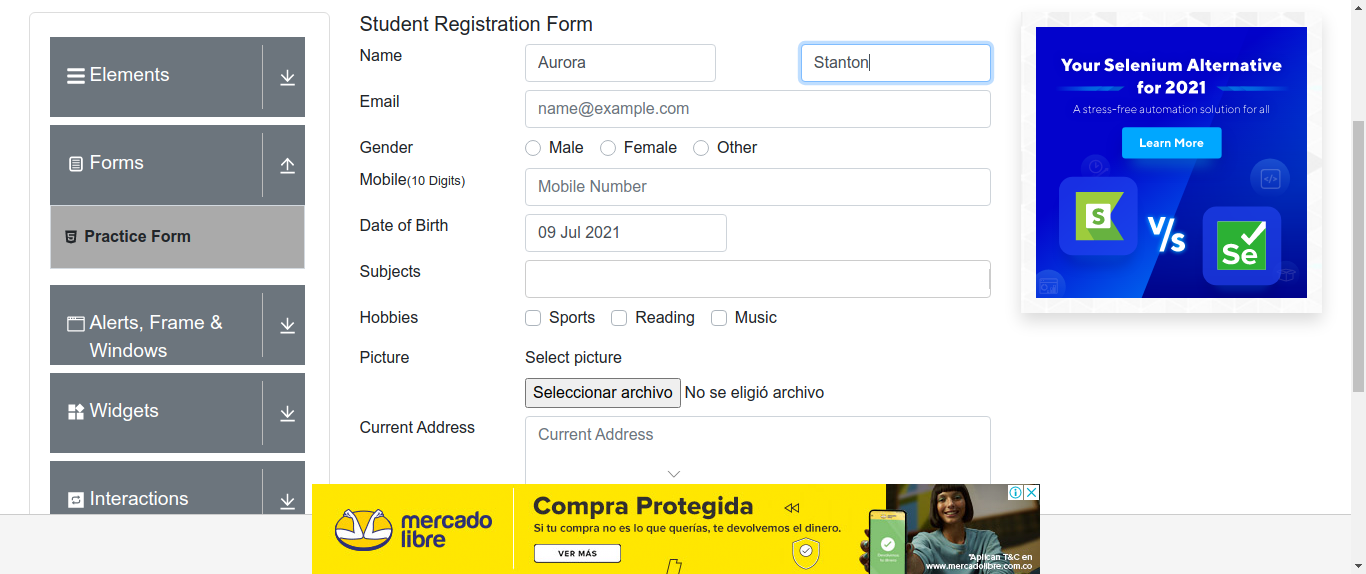 Elements
Forms
Practice Form
Alerts, Frame &
Windows
Widgets
Interactions
Student Registration Form
Name Aurora Stanton
Email name@example.com
Gender Male Female Other
Mobile(10 Digits) Mobile Number
Date of Birth 09 Jul 2021
Subjects
Hobbies Sports Reading Music
Picture Select picture
Seleccionar archivo No se eligió archivo
Current Address Current Address
Your Selenium Alternative
for 2021
A stress-free automation solution for all
Learn More
S
V/s
Se
mercado
libre
Compra Protegida
Si tu compra no es lo que querías, te devolvemos el dinero.
VER MÁS
*Aplican T&C en
www.mercadolibre.com.co